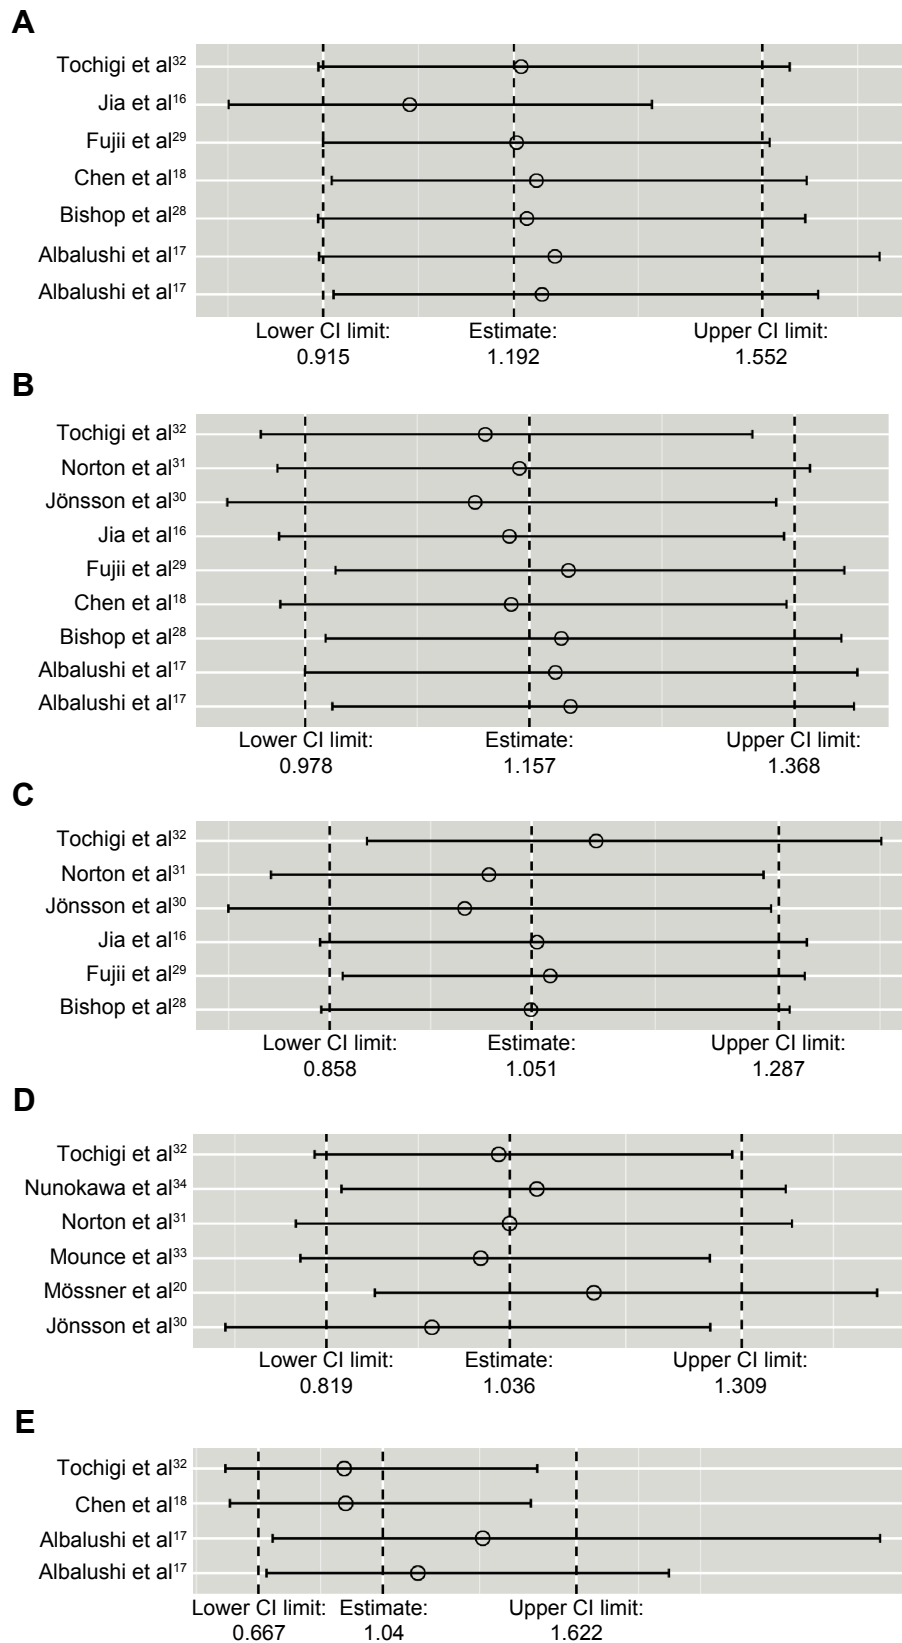 A
Tochigi et al32
Jia et al16
Fujii et al29
Chen et al18
Bishop et al28
Albalushi et al17
Albalushi et al17
Lower CI limit: Estimate: Upper CI limit:
0.915 1.192 1.552
B
Tochigi et al32
Norton et al31
Jönsson et al30
Jia et al16
Fujii et al29
Chen et al18
Bishop et al28
Albalushi et al17
Albalushi et al17
Lower CI limit: Estimate: Upper CI limit:
0.978 1.157 1.368
C
Tochigi et al32
Norton et al31
Jönsson et al30
Jia et al16
Fujii et al29
Bishop et al28
Lower CI limit: Estimate: Upper CI limit:
0.858 1.051 1.287
D
Tochigi et al32
Nunokawa et al34
Norton et al31
Mounce et al33
Mössner et al20
Jönsson et al30
Lower CI limit: Estimate: Upper CI limit:
0.819 1.036 1.309
E
Tochigi et al32
Chen et al18
Albalushi et al17
Albalushi et al17
Lower CI limit: Estimate: Upper CI limit:
0.667 1.04 1.622